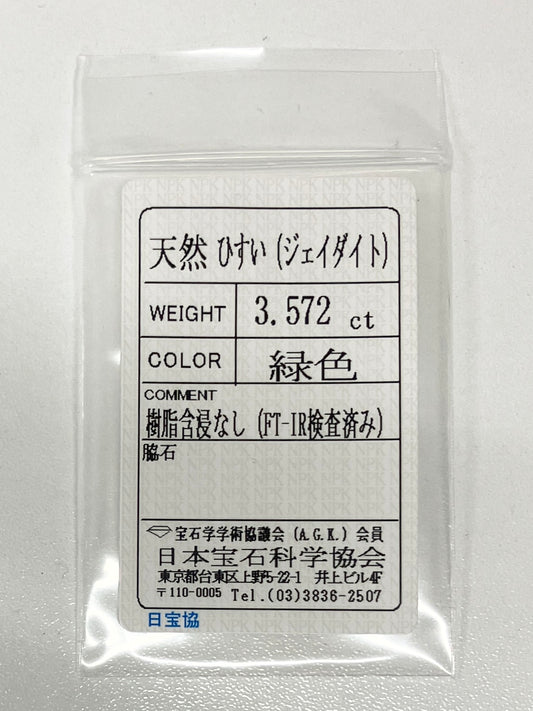 天然 ひすい (ジェイダイト)
WEIGHT 3.572 ct
COLOR 緑色
COMMENT
樹脂含浸なし (FT-IR検査済み)
脇石
宝石学学術協議会 (A.G.K.) 会員
日本宝石科学協会
東京都台東区上野5-22-1 井上ビル4F
〒110-0005 Tel.(03)3836-2507
日宝協